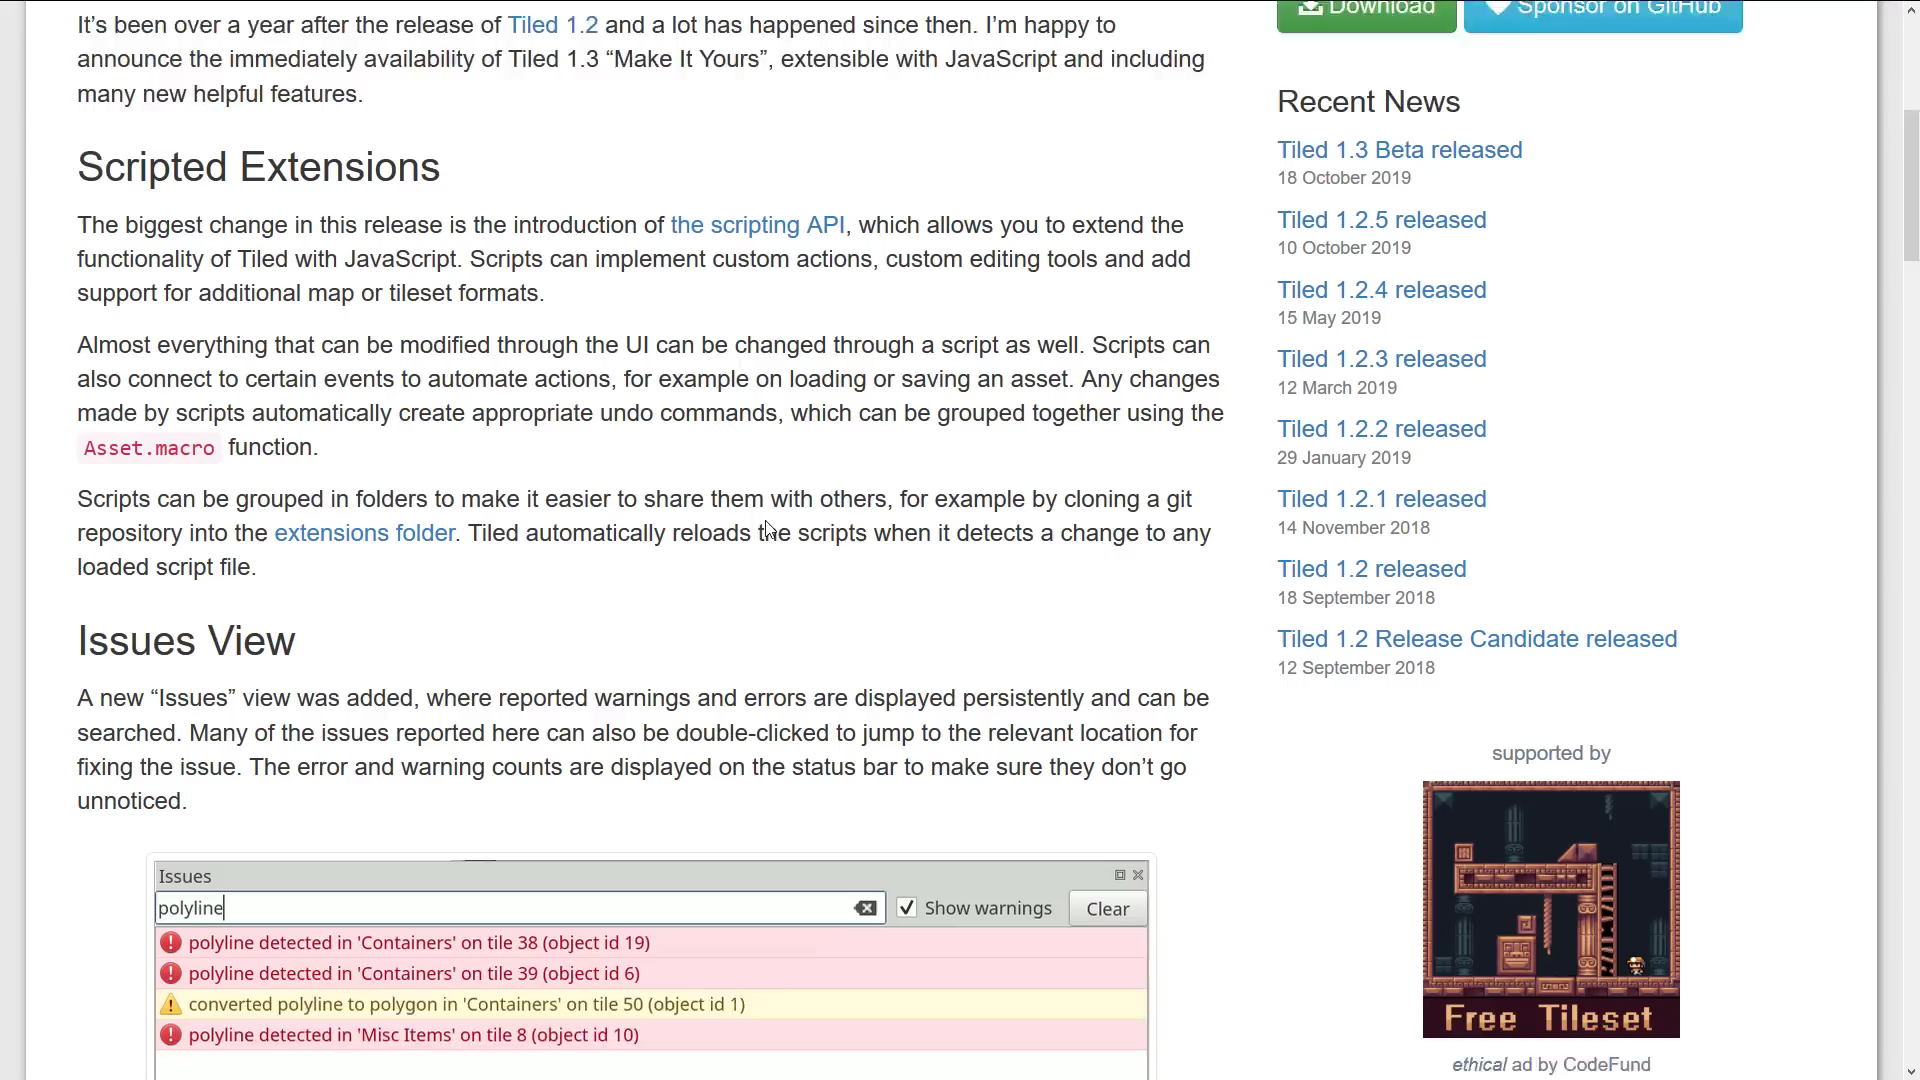 It’s been over a year after the release of Tiled 1.2 and a lot has happened since then. I’m happy to
announce the immediately availability of Tiled 1.3 “Make It Yours”, extensible with JavaScript and including
many new helpful features.
Scripted Extensions
The biggest change in this release is the introduction of the scripting API, which allows you to extend the
functionality of Tiled with JavaScript. Scripts can implement custom actions, custom editing tools and add
support for additional map or tileset formats.
Almost everything that can be modified through the UI can be changed through a script as well. Scripts can
also connect to certain events to automate actions, for example on loading or saving an asset. Any changes
made by scripts automatically create appropriate undo commands, which can be grouped together using the
Asset.macro function.
Scripts can be grouped in folders to make it easier to share them with others, for example by cloning a git
repository into the extensions folder. Tiled automatically reloads the scripts when it detects a change to any
loaded script file.
Issues View
A new “Issues” view was added, where reported warnings and errors are displayed persistently and can be
searched. Many of the issues reported here can also be double-clicked to jump to the relevant location for
fixing the issue. The error and warning counts are displayed on the status bar to make sure they don’t go
unnoticed.
Issues
polyline
Show warnings
Clear
polyline detected in 'Containers' on tile 38 (object id 19)
polyline detected in 'Containers' on tile 39 (object id 6)
converted polyline to polygon in 'Containers' on tile 50 (object id 1)
polyline detected in 'Misc Items' on tile 8 (object id 10)
Download
Sponsor on GitHub
Recent News
Tiled 1.3 Beta released
18 October 2019
Tiled 1.2.5 released
10 October 2019
Tiled 1.2.4 released
15 May 2019
Tiled 1.2.3 released
12 March 2019
Tiled 1.2.2 released
29 January 2019
Tiled 1.2.1 released
14 November 2018
Tiled 1.2 released
18 September 2018
Tiled 1.2 Release Candidate released
12 September 2018
supported by
Free Tileset
ethical ad by CodeFund